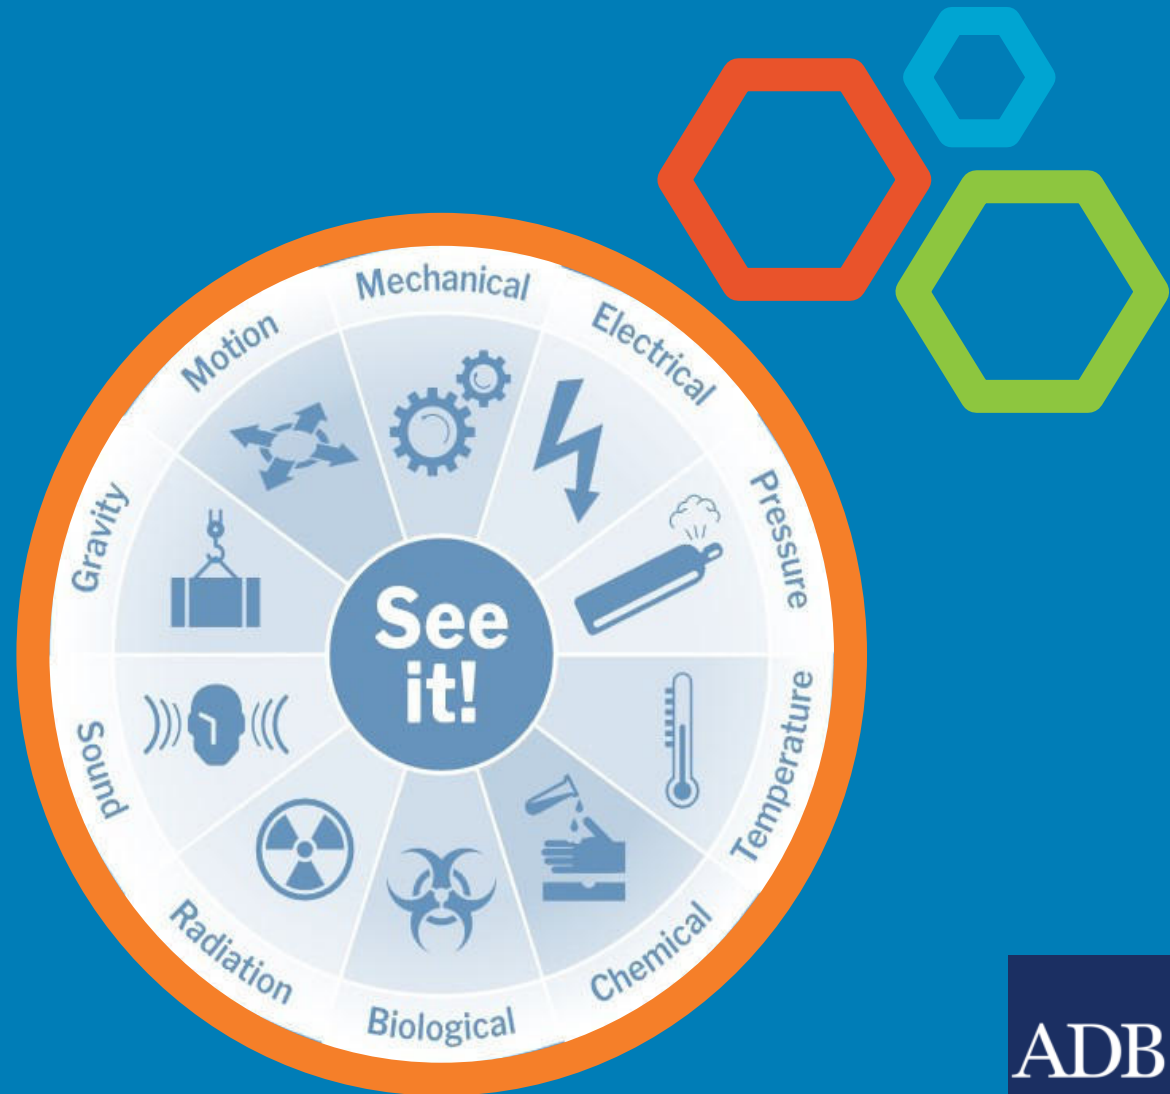 Mechanical
Electrical
Pressure
Temperature
Chemical
Biological
Radiation
Sound
Gravity
Motion
See
it!
ADB